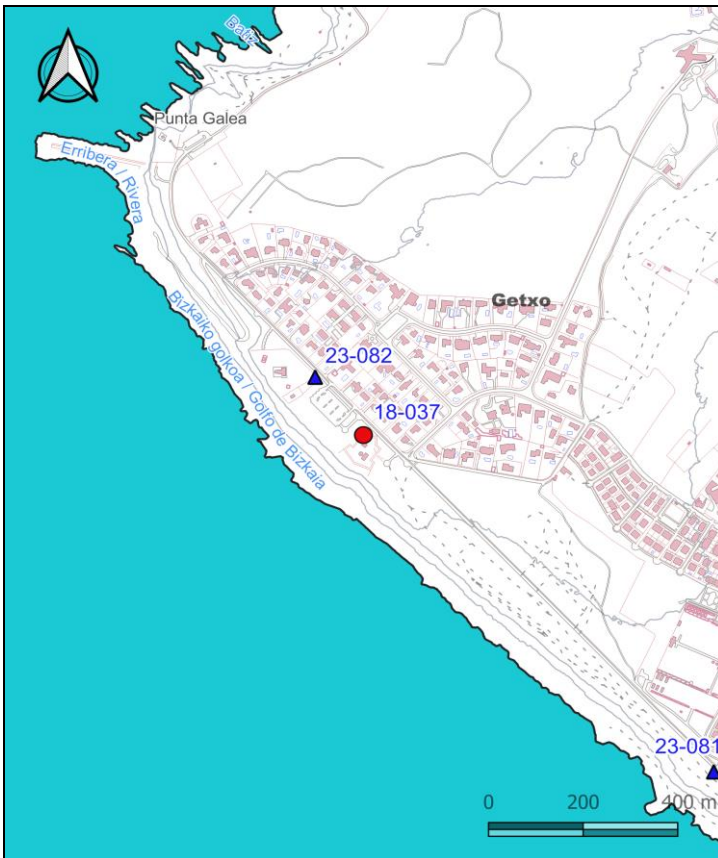 Batiz
Punta Galea
Erribera / Rivera
Bizkaiko golkoa / Golfo de Bizkaia
Getxo
23-082
18-037
23-081
0 200 400 m